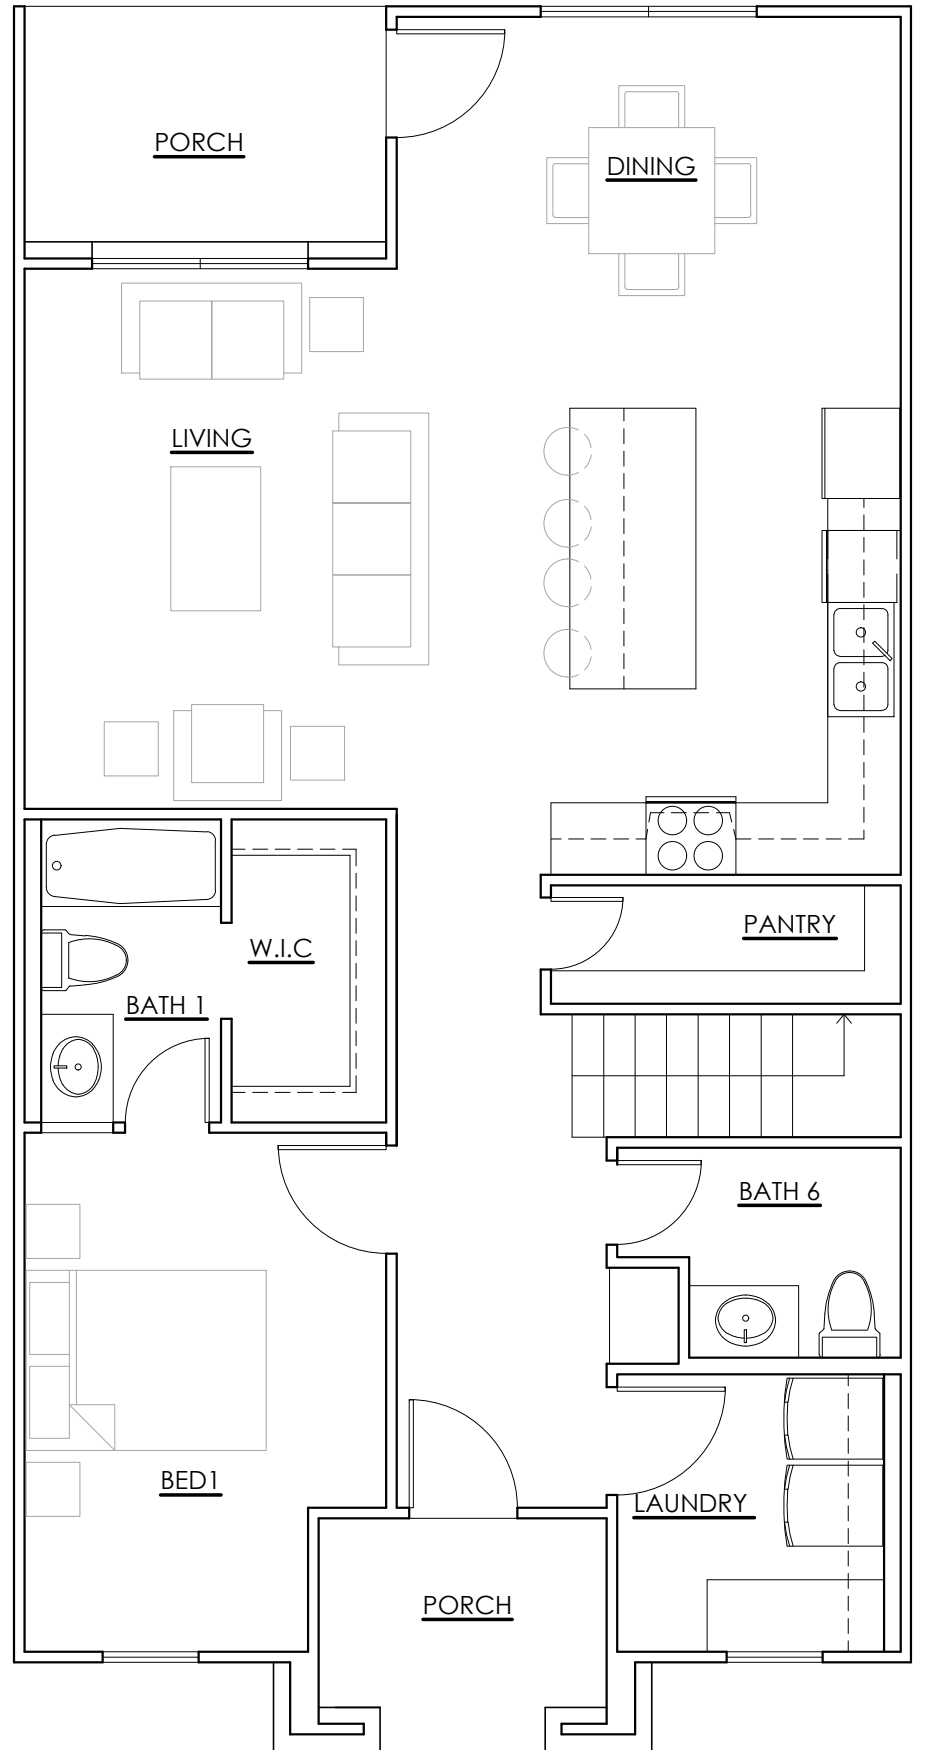 PORCH
DINING
LIVING
PANTRY
W.I.C
BATH 1
BATH 6
BED1
LAUNDRY
PORCH